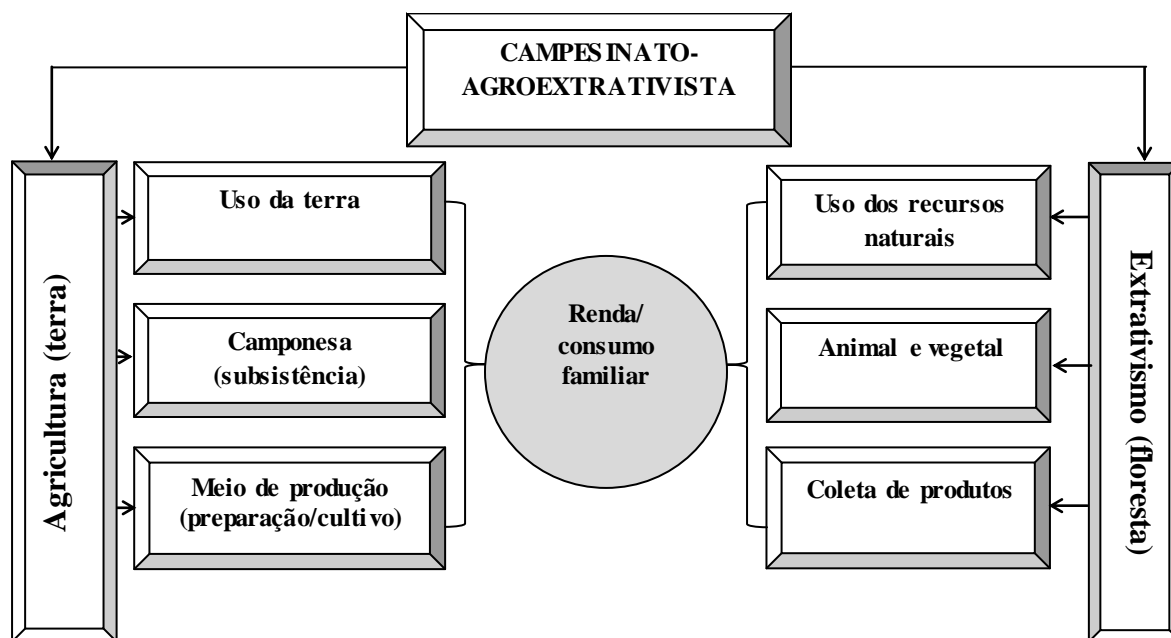 CAMPESINATO-
AGROEXTRATIVISTA
Agricultura (terra)
Uso da terra
Camponesa
(subsistência)
Meio de produção
(preparação/cultivo)
Renda/
consumo
familiar
Uso dos recursos
naturais
Animal e vegetal
Coleta de produtos
Extrativismo (floresta)